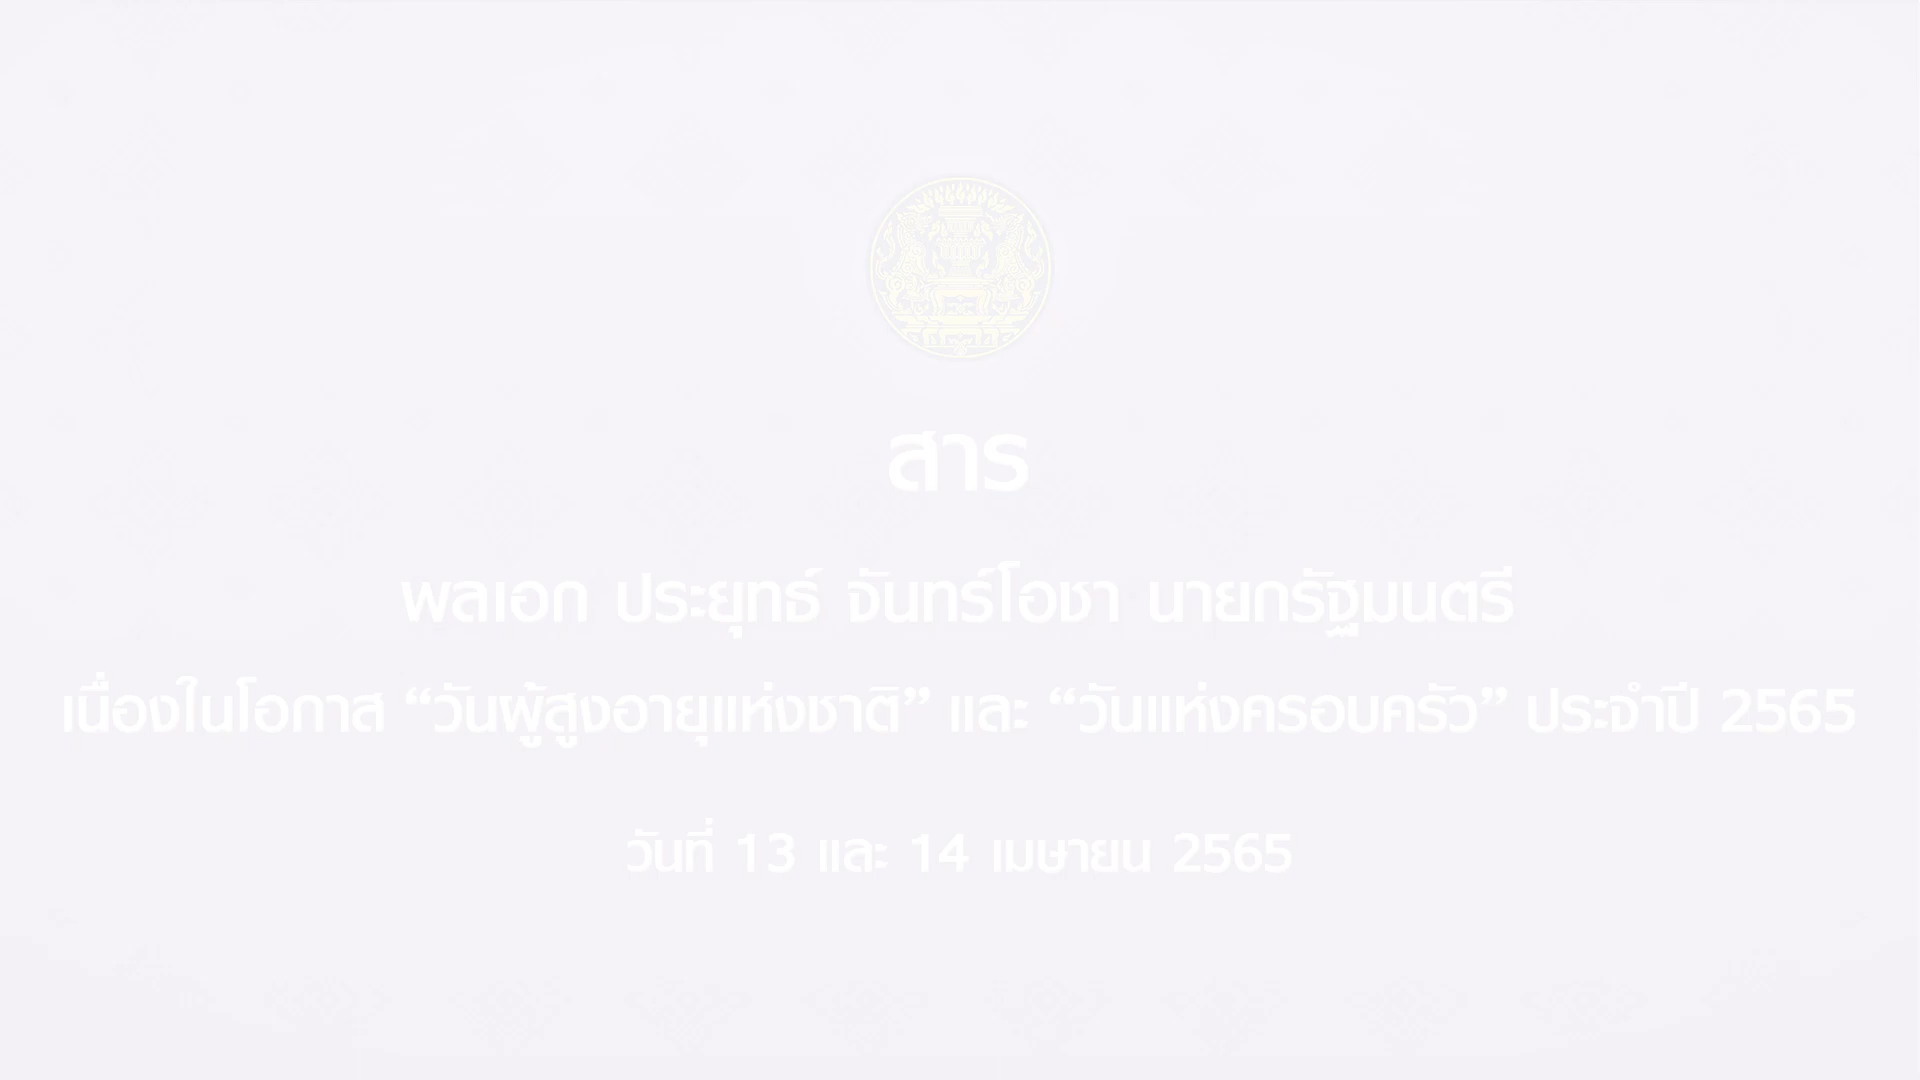 สาร
พลเอก ประยุทธ์ จันทร์โอชา นายกรัฐมนตรี
เนื่องในโอกาส “วันผู้สูงอายุแห่งชาติ” และ “วันแห่งครอบครัว” ประจำปี 2565
วันที่ 13 และ 14 เมษายน 2565